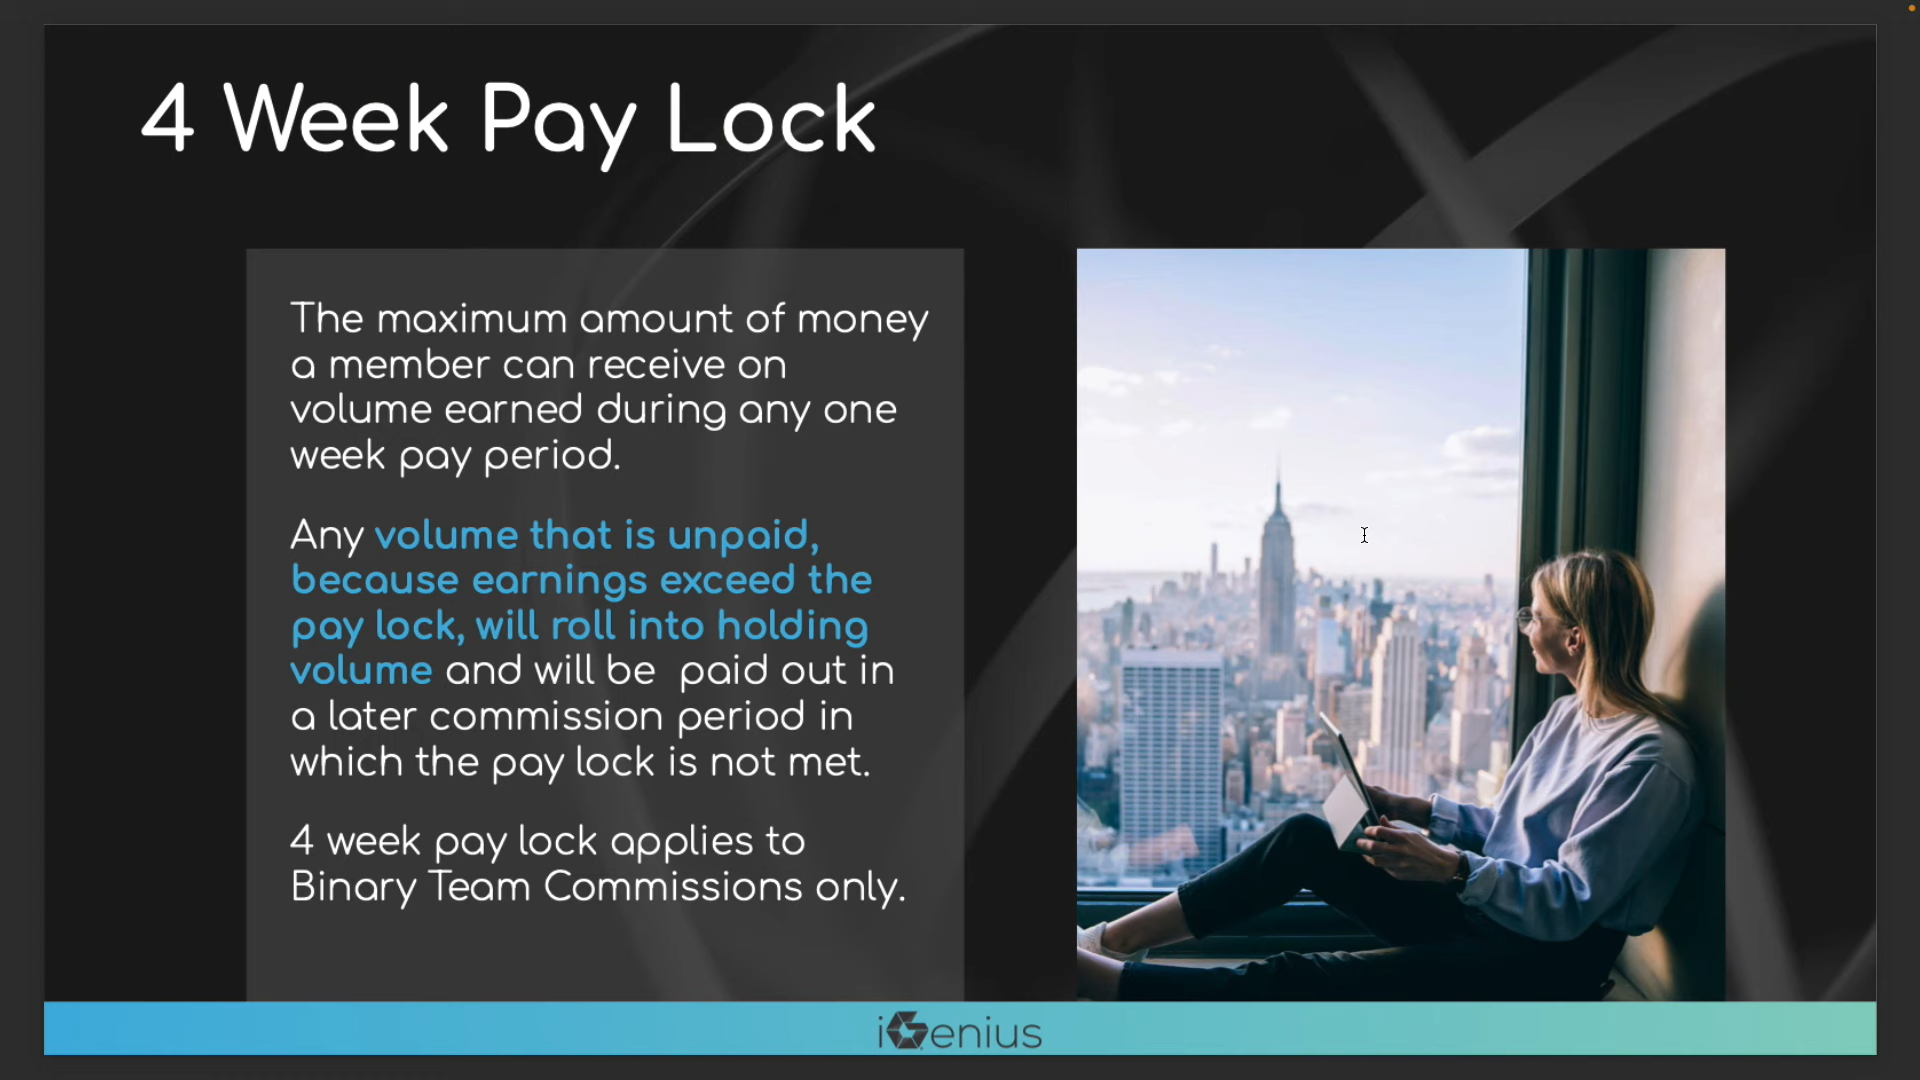 4 Week Pay Lock
The maximum amount of money
a member can receive on
volume earned during any one
week pay period.
Any volume that is unpaid,
because earnings exceed the
pay lock, will roll into holding
volume and will be  paid out in
a later commission period in
which the pay lock is not met.
4 week pay lock applies to
Binary Team Commissions only.
iGenius